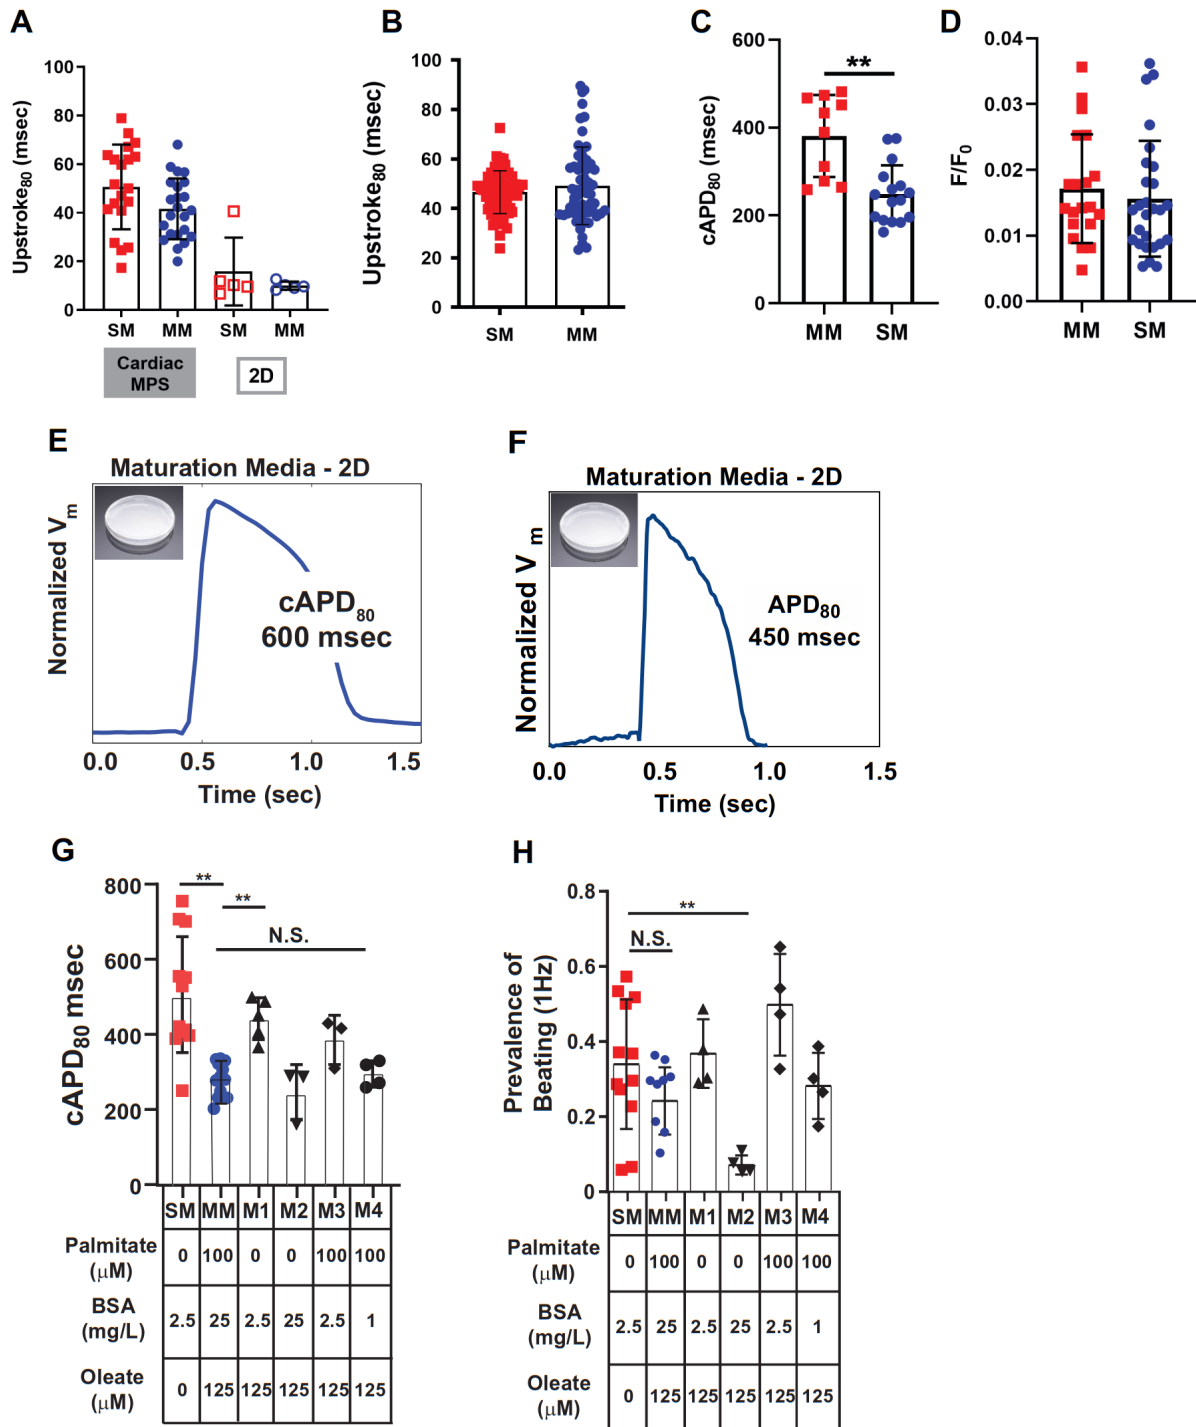 A
Upstroke80 (msec)
100
80
60
40
20
0
SM
MM
SM
MM
Cardiac
MPS
2D
B
Upstroke80 (msec)
100
80
60
40
20
0
SM
MM
C
cAPD80 (msec)
600
400
200
0
**
MM
SM
D
F/F0
0.04
0.03
0.02
0.01
0.00
MM
SM
E
Maturation Media - 2D
Normalized Vm
cAPD80
600 msec
0.0 0.5 1.0 1.5
Time (sec)
F
Maturation Media - 2D
Normalized Vm
APD80
450 msec
0.0 0.5 1.0 1.5
Time (sec)
G
cAPD80 msec
800
600
400
200
0
**
**
N.S.
SM MM M1 M2 M3 M4
Palmitate
(μM)
0 100 0 0 100 100
BSA
(mg/L)
2.5 25 2.5 25 2.5 1
Oleate
(μM)
0 125 125 125 125 125
H
Prevalence of
Beating (1Hz)
0.8
0.6
0.4
0.2
0
**
N.S.
SM MM M1 M2 M3 M4
Palmitate
(μM)
0 100 0 0 100 100
BSA
(mg/L)
2.5 25 2.5 25 2.5 1
Oleate
(μM)
0 125 125 125 125 125